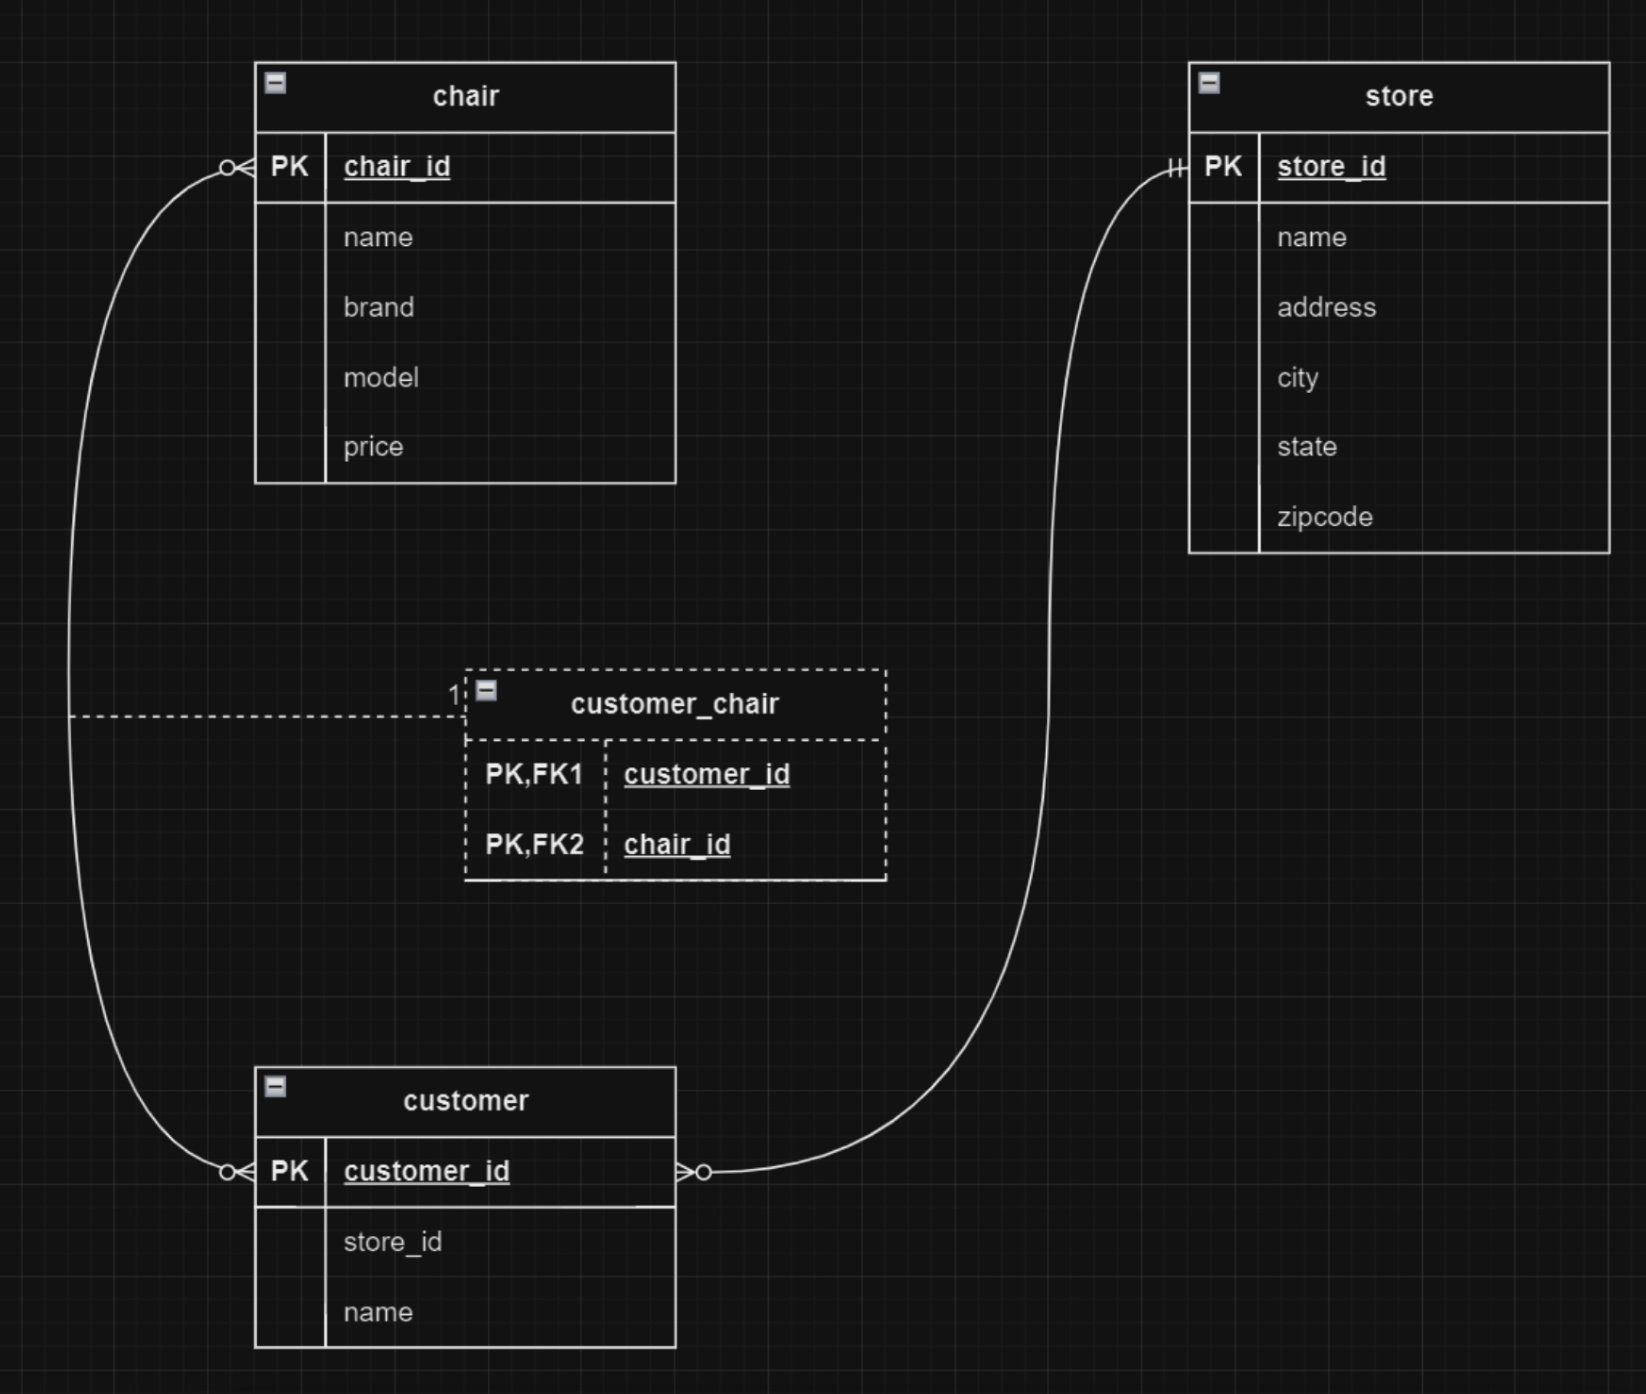 chair
PK chair_id
name
brand
model
price
store
PK store_id
name
address
city
state
zipcode
1
customer_chair
PK,FK1 customer_id
PK,FK2 chair_id
customer
PK customer_id
store_id
name